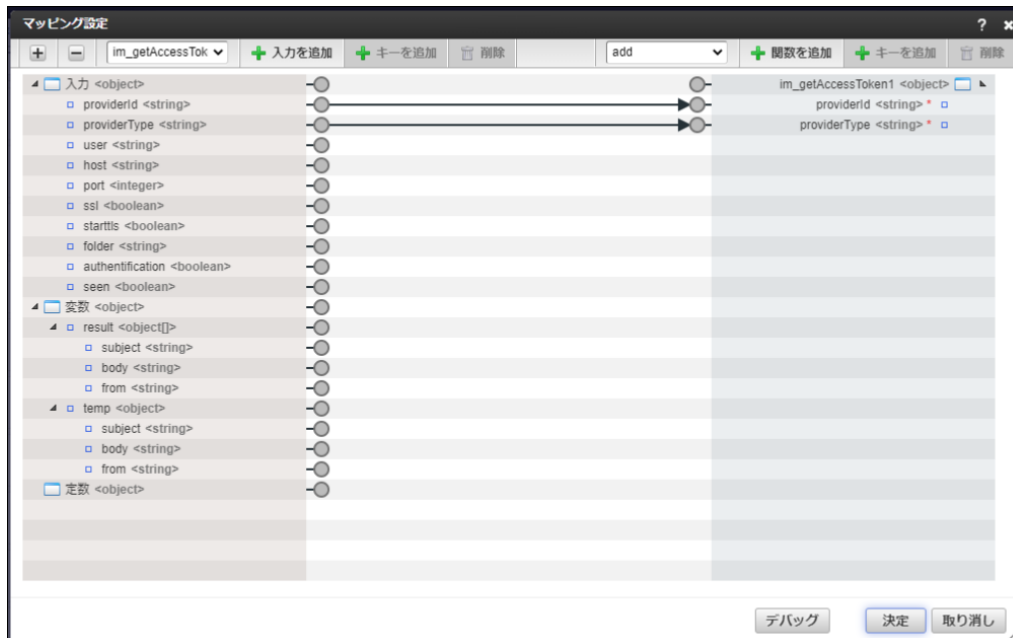 マッピング設定 ? ×
im_getAccessTok 入力を追加 キーを追加 削除 add 関数を追加 キーを追加 削除
入力 <object> im_getAccessToken1 <object>
providerId <string> providerId <string> *
providerType <string> providerType <string> *
user <string>
host <string>
port <integer>
ssl <boolean>
starttls <boolean>
folder <string>
authentification <boolean>
seen <boolean>
変数 <object>
result <object[]>
subject <string>
body <string>
from <string>
temp <object>
subject <string>
body <string>
from <string>
定数 <object>
デバッグ 決定 取り消し